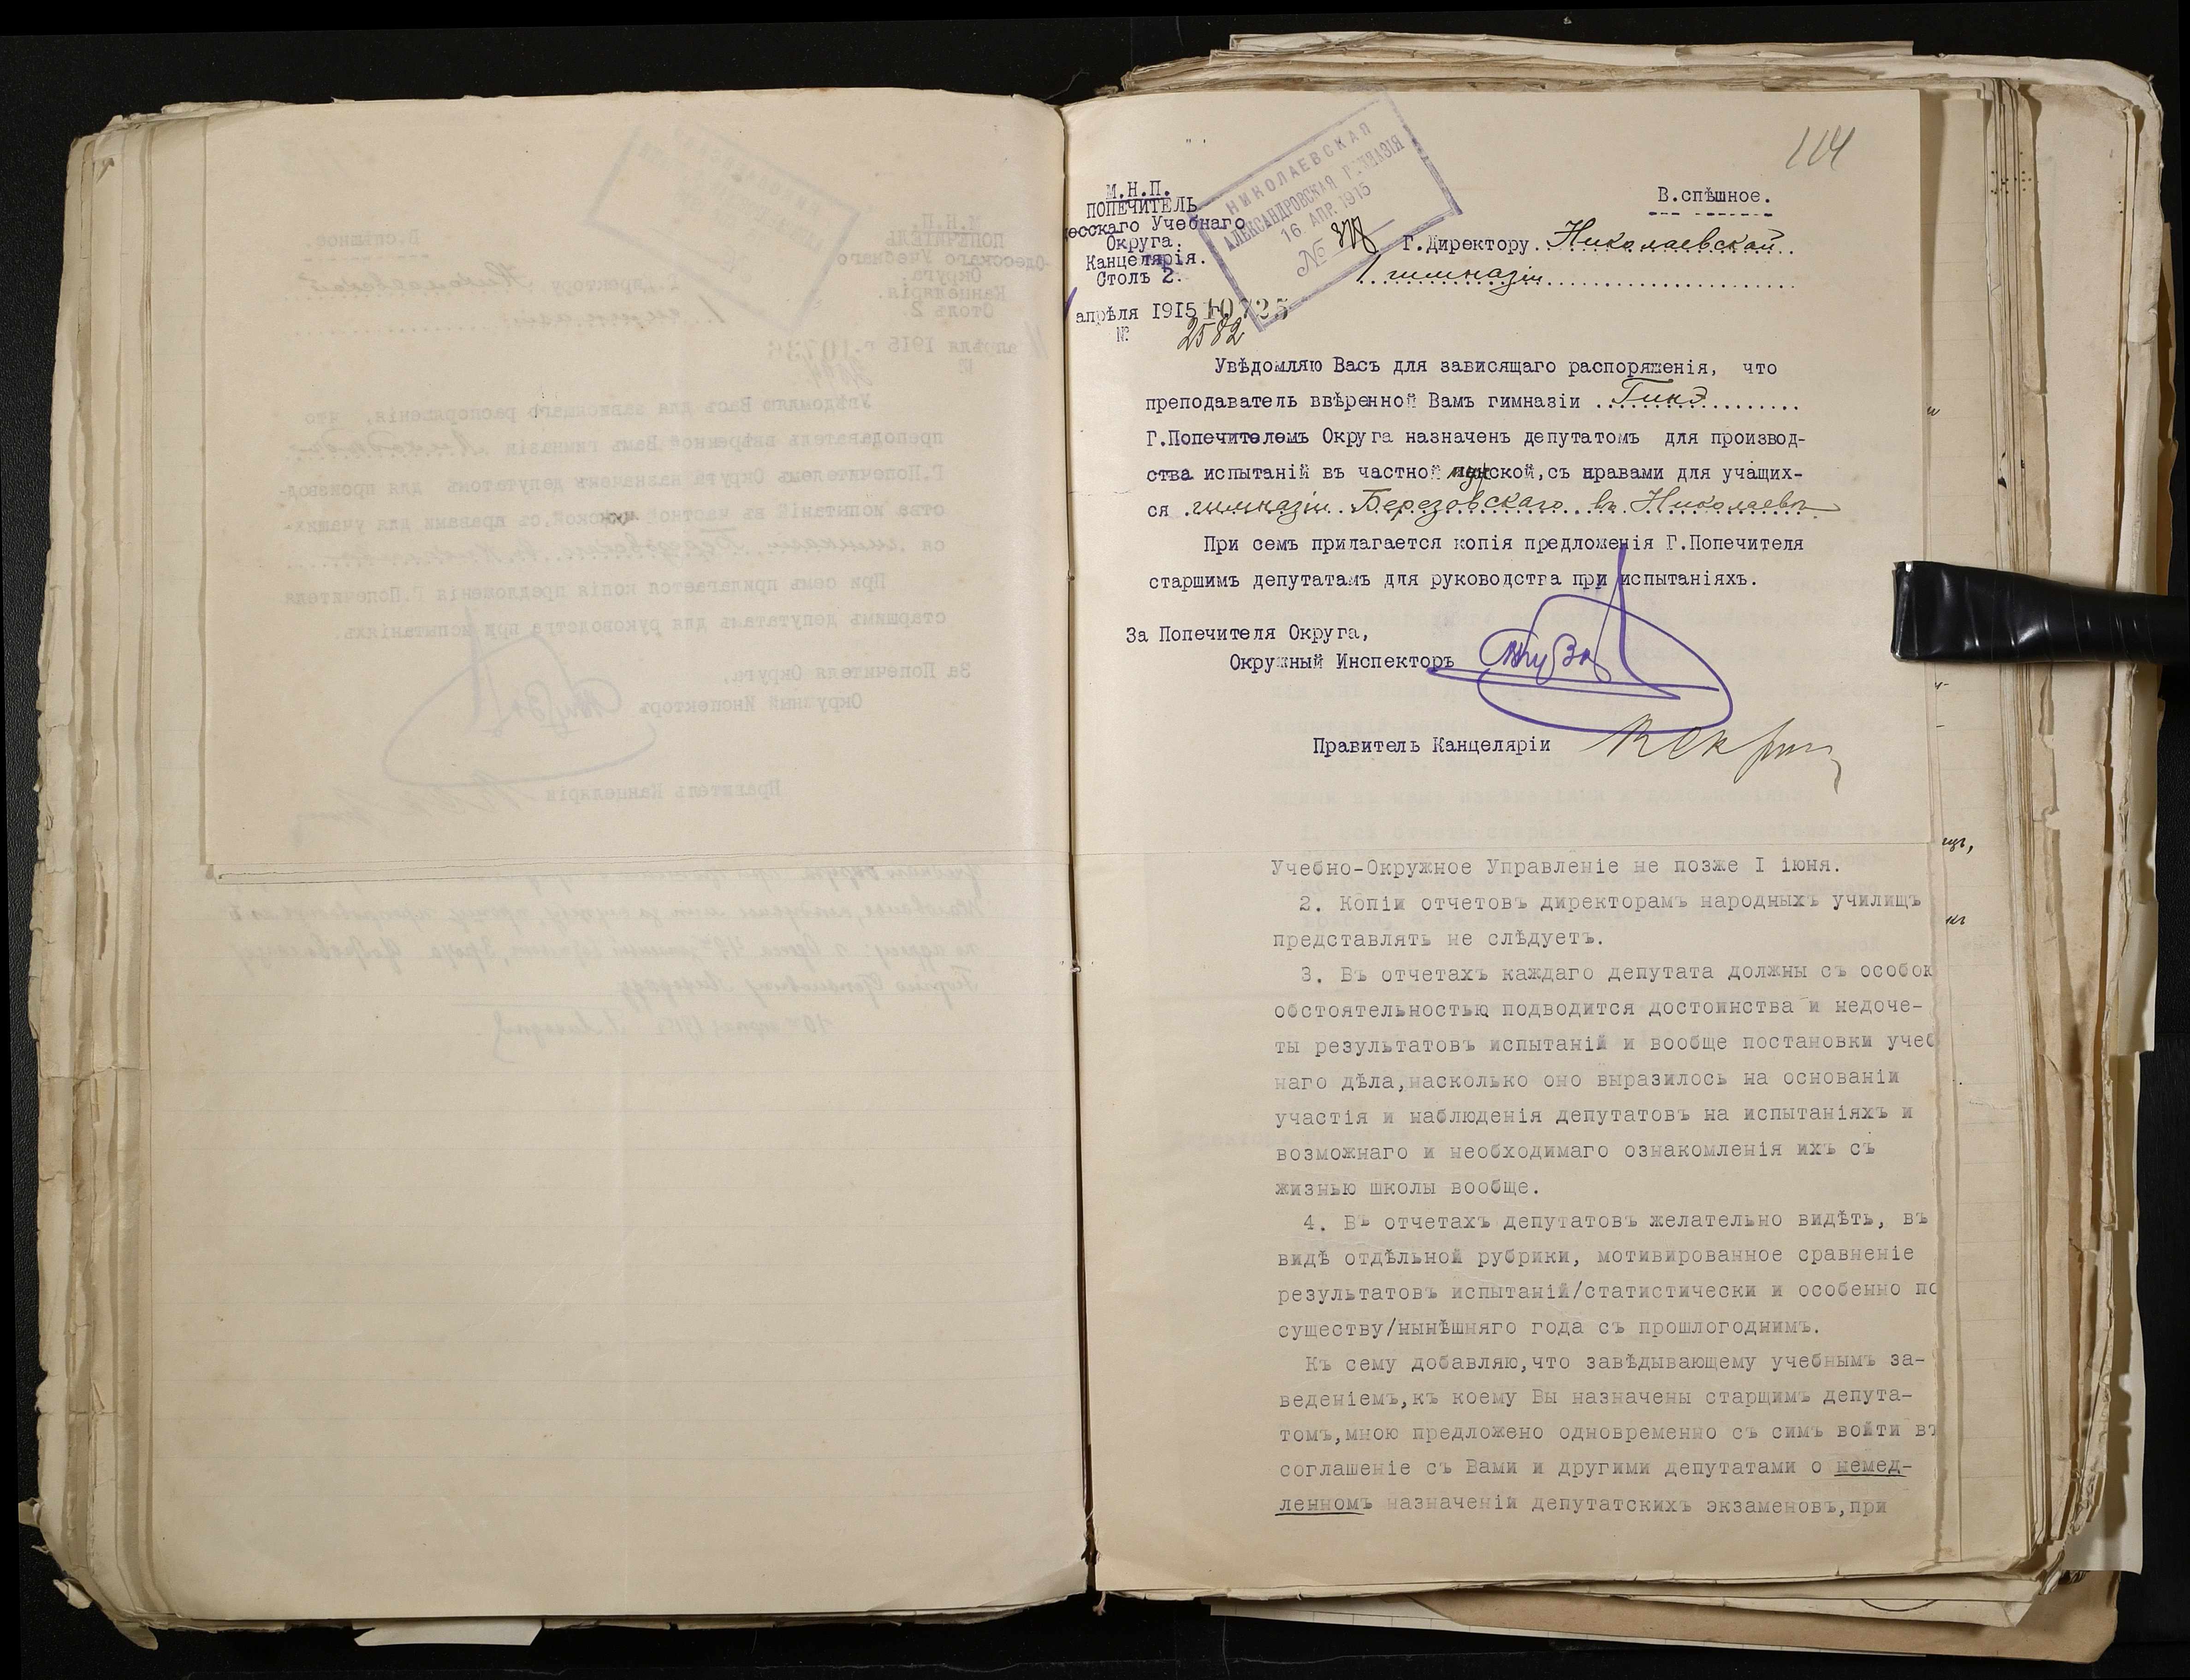 114
НИКОЛАЕВСКАЯ
АЛЕКСАНДРОВСКАЯ ГИМНАЗІЯ
16. АПР. 1915
№
М.Н.П.
ПОПЕЧИТЕЛЬ
десскаго Учебнаго
Округа.
Канцелярія.
Столъ 2.
апрѣля 1915 г. 10725
№ 2582
В.спѣшное.
Г.Директору Николаевской
1 гимназіи
Увѣдомляю Васъ для зависящаго распоряженія, что
преподаватель ввѣренной Вамъ гимназіи Гинд
Г.Попечителемъ Округа назначенъ депутатомъ для производ-
ства испытаній въ частной мужской,съ правами для учащих-
ся гимназіи Березовскаго въ Николаевѣ
При семъ прилагается копія предложенія Г.Попечителя
старшимъ депутатамъ для руководства при испытаніяхъ.
За Попечителя Округа,
Окружный Инспекторъ
Правитель Канцеляріи
Учебно-Окружное Управленіе не позже I іюня.
2. Копіи отчетовъ директорамъ народныхъ училищъ
представлять не слѣдуетъ.
3. Въ отчетахъ каждаго депутата должны съ особою
обстоятельностью подводится достоинства и недоче-
ты результатовъ испытаній и вообще постановки учеб
наго дѣла,насколько оно выразилось на основаніи
участія и наблюденія депутатовъ на испытаніяхъ и
возможнаго и необходимаго ознакомленія ихъ съ
жизнью школы вообще.
4. Въ отчетахъ депутатовъ желательно видѣть, въ
видѣ отдѣльной рубрики, мотивированное сравненіе
результатовъ испытаній/статистически и особенно по
существу/нынѣшняго года съ прошлогоднимъ.
Къ сему добавляю,что завѣдывающему учебнымъ за-
веденіемъ,къ коему Вы назначены старшимъ депута-
томъ,мною предложено одновременно съ симъ войти въ
соглашеніе съ Вами и другими депутатами о немед-
ленномъ назначеніи депутатскихъ экзаменовъ,при